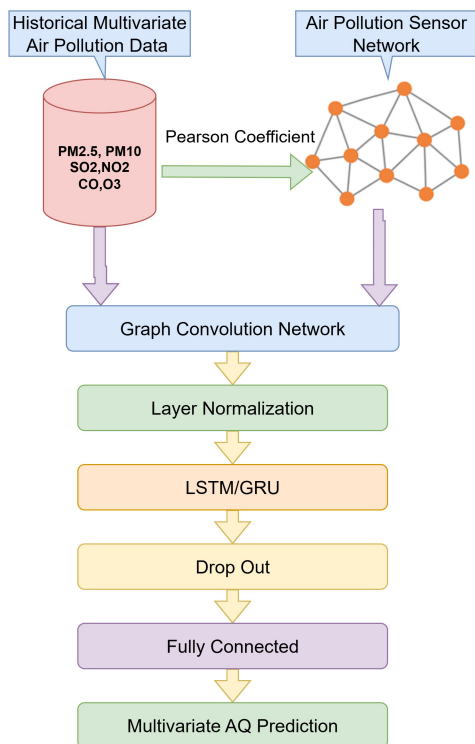 Historical Multivariate
Air Pollution Data
Air Pollution Sensor
Network
PM2.5, PM10
SO2,NO2
CO,O3
Pearson Coefficient
Graph Convolution Network
Layer Normalization
LSTM/GRU
Drop Out
Fully Connected
Multivariate AQ Prediction